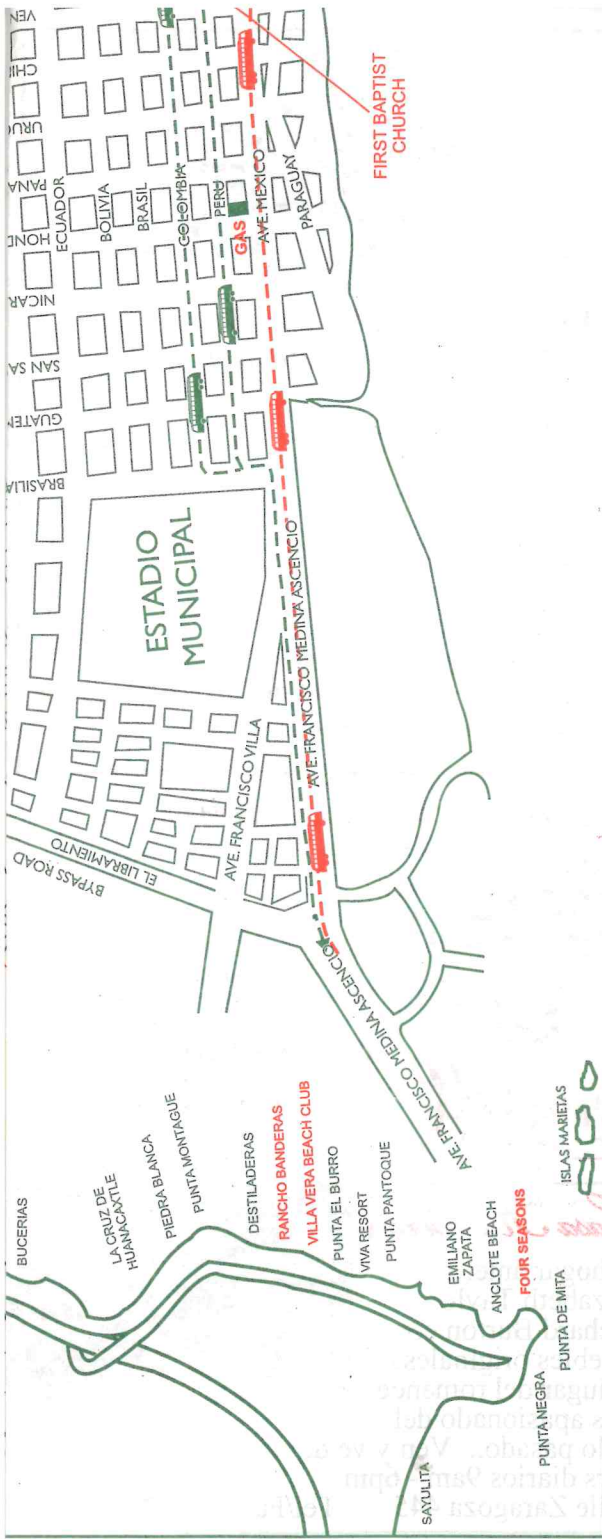 VEN
CHI
URU
PANA
HOND
NICAR
SAN SA
GUATEM
BRASILIA
ECUADOR
BOLIVIA
BRASIL
COLOMBIA
PERU
GAS
AVE. MEXICO
PARAGUAY
FIRST BAPTIST
CHURCH
ESTADIO
MUNICIPAL
AVE. FRANCISCO MEDINA ASCENCIO
AVE. FRANCISCO VILLA
EL LIBRAMIENTO
BYPASS ROAD
AVE. FRANCISCO MEDINA ASCENCIO
BUCERIAS
LA CRUZ DE
HUANACAXTLE
PIEDRA BLANCA
PUNTA MONTAGUE
DESTILADERAS
RANCHO BANDERAS
VILLA VERA BEACH CLUB
PUNTA EL BURRO
VIVA RESORT
PUNTA PANTOQUE
EMILIANO
ZAPATA
ANCLOTE BEACH
FOUR SEASONS
PUNTA DE MITA
PUNTA NEGRA
SAYULITA
ISLAS MARIETAS